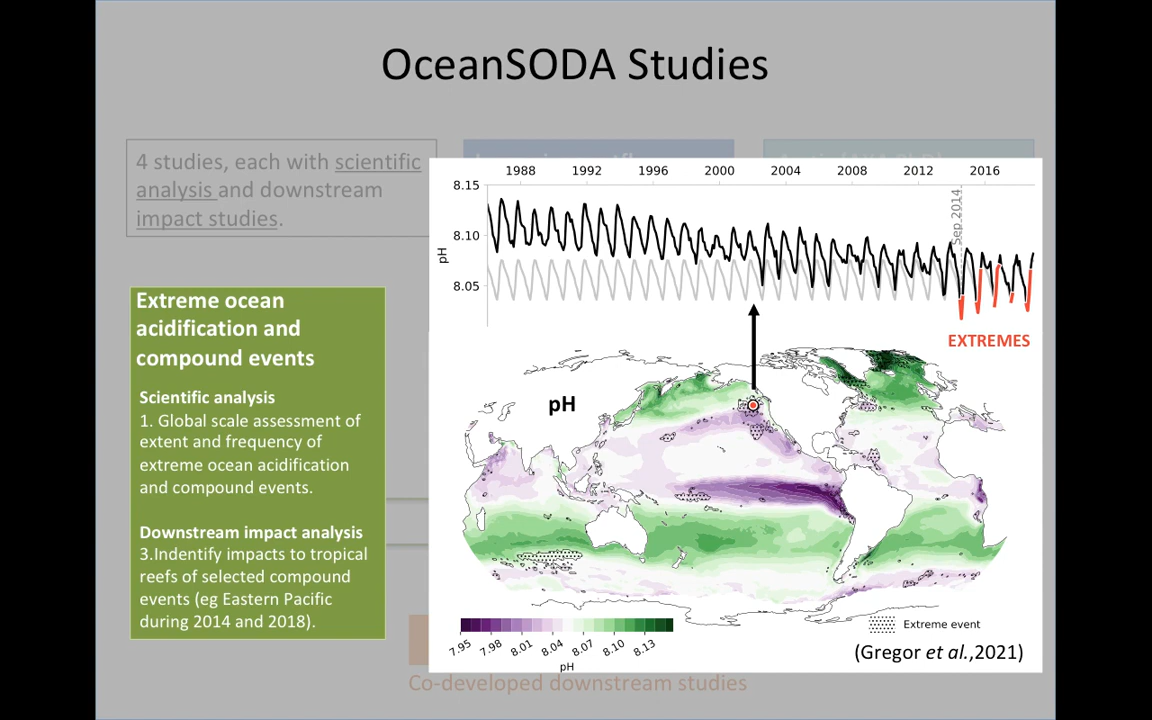 OceanSODA Studies
4 studies, each with scientific
analysis and downstream
impact studies.
Extreme ocean
acidification and
compound events
Scientific analysis
1. Global scale assessment of
extent and frequency of
extreme ocean acidification
and compound events.
Downstream impact analysis
3.Indentify impacts to tropical
reefs of selected compound
events (eg Eastern Pacific
during 2014 and 2018).
1988 1992 1996 2000 2004 2008 2012 2016
8.15
8.10
8.05
pH
Sep 2014
EXTREMES
pH
7.95 7.98 8.01 8.04 8.07 8.10 8.13
pH
Extreme event
(Gregor et al.,2021)
Co-developed downstream studies